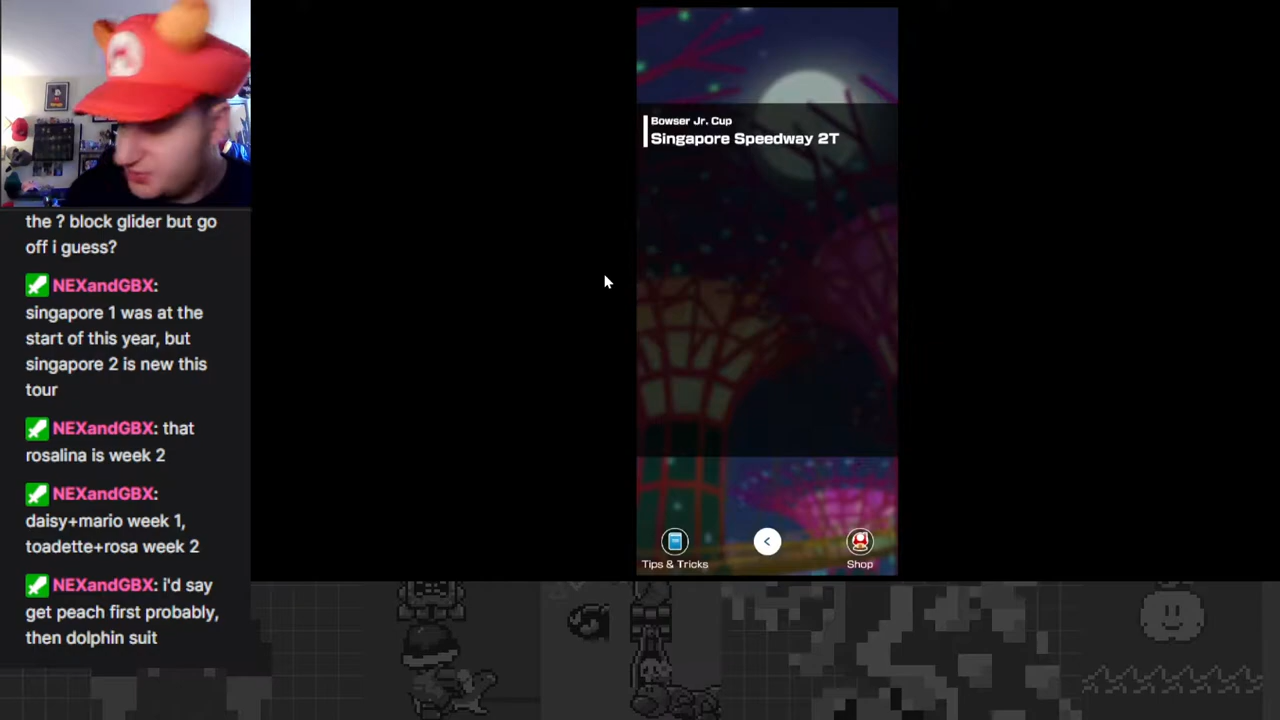 the ? block glider but go
off i guess?
NEXandGBX:
singapore 1 was at the
start of this year, but
singapore 2 is new this
tour
NEXandGBX: that
rosalina is week 2
NEXandGBX:
daisy+mario week 1,
toadette+rosa week 2
NEXandGBX: i'd say
get peach first probably,
then dolphin suit
Bowser Jr. Cup
Singapore Speedway 2T
Tips & Tricks
<
Shop